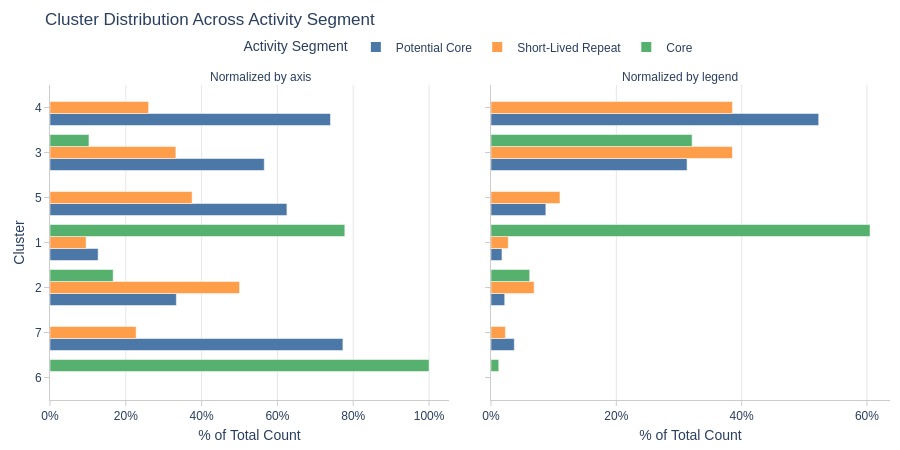 Cluster Distribution Across Activity Segment
Activity Segment
Potential Core
Short-Lived Repeat
Core
Normalized by axis
Normalized by legend
Cluster
4
3
5
1
2
7
6
0%
20%
40%
60%
80%
100%
0%
20%
40%
60%
% of Total Count
% of Total Count